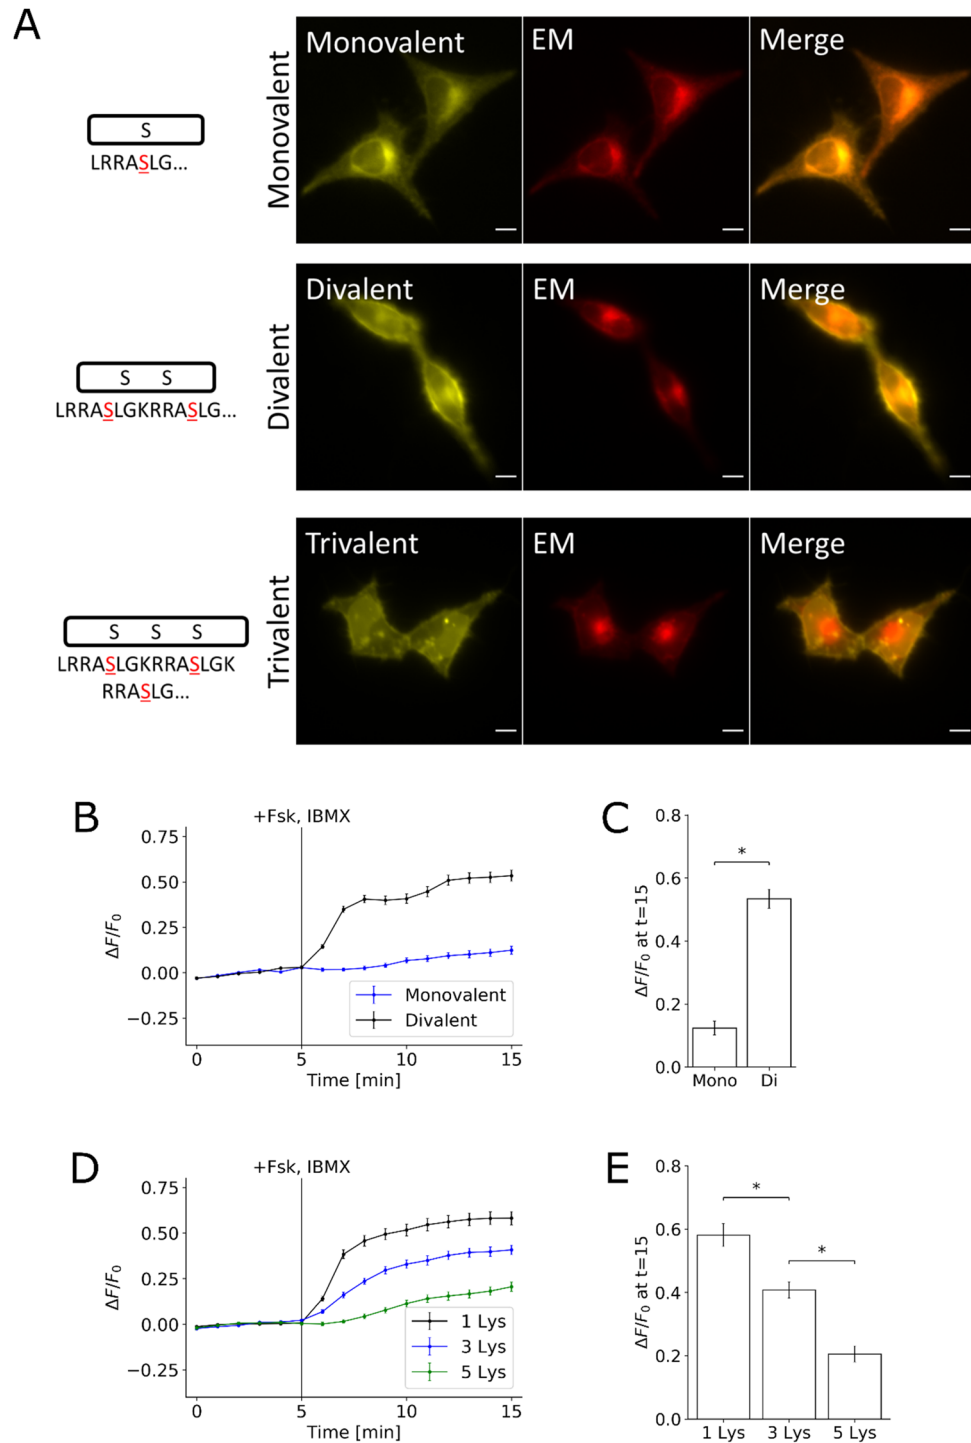 A
Monovalent
Monovalent
EM
Merge
S
LRRASLG...
Divalent
Divalent
EM
Merge
S S
LRRASLGKRRASLG...
Trivalent
Trivalent
EM
Merge
S S S
LRRASLGKRRASLGK
RRASLG...
B
+Fsk, IBMX
ΔF/F0
0.75
0.50
0.25
0.00
−0.25
Monovalent
Divalent
0 5 10 15
Time [min]
C
ΔF/F0 at t=15
0.8
0.6
0.4
0.2
0.0
*
Mono Di
D
+Fsk, IBMX
ΔF/F0
0.75
0.50
0.25
0.00
−0.25
1 Lys
3 Lys
5 Lys
0 5 10 15
Time [min]
E
ΔF/F0 at t=15
0.8
0.6
0.4
0.2
0.0
*
*
1 Lys 3 Lys 5 Lys